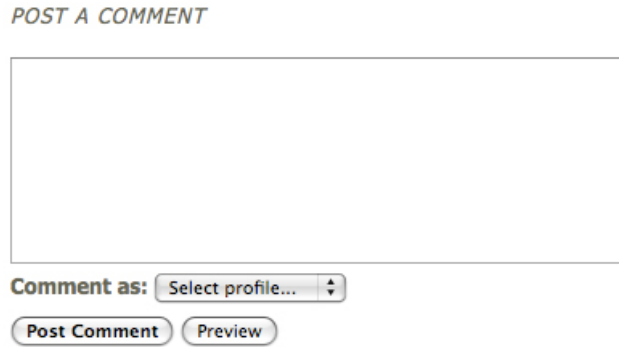 POST A COMMENT
Comment as: Select profile...
Post Comment Preview